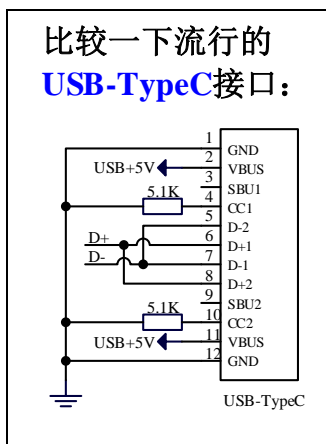 比较一下流行的
USB-TypeC接口：
1 GND
USB+5V 2 VBUS
3 SBU1
5.1K 4 CC1
5 D-2
D+ 6 D+1
D- 7 D-1
8 D+2
9 SBU2
5.1K 10 CC2
USB+5V 11 VBUS
12 GND
USB-TypeC